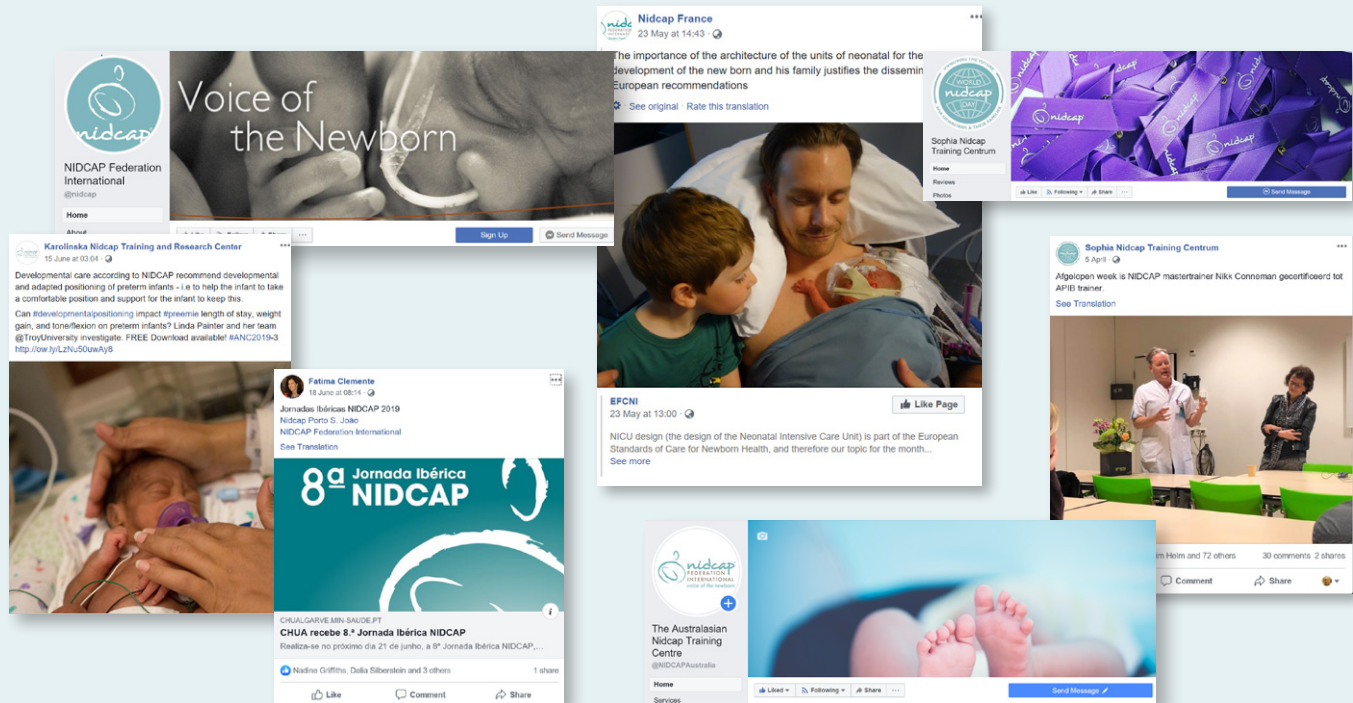 Nidcap France
23 May at 14:43
The importance of the architecture of the units of neonatal for the
development of the new born and his family justifies the dissemin
European recommendations
See original · Rate this translation
nidcap
NIDCAP Federation
International
@nidcap
Home
About
Voice of
the Newborn
Sign Up
Send Message
WORLD
nidcap
DAY
Sophia Nidcap
Training Centrum
Home
Reviews
Photos
nidcap
nidcap
nidcap
Like
Following
Share
Send Message
Karolinska Nidcap Training and Research Center
15 June at 03:04
Developmental care according to NIDCAP recommend developmental
and adapted positioning of preterm infants - i.e to help the infant to take
a comfortable position and support for the infant to keep this.
Can #developmentalpositioning impact #preemie length of stay, weight
gain, and tone/flexion on preterm infants? Linda Painter and her team
@TroyUniversity investigate. FREE Download available! #ANC2019-3
http://ow.ly/LzNu50uwAy8
Sophia Nidcap Training Centrum
5 April
Afgelopen week is NIDCAP mastertrainer Nikk Conneman gecertificeerd tot
APIB trainer.
See Translation
Fatima Clemente
18 June at 08:14
Jornadas Ibéricas NIDCAP 2019
Nidcap Porto S. João
NIDCAP Federation International
See Translation
8ª Jornada Ibérica
NIDCAP
CHUALGARVE.MIN-SAUDE.PT
CHUA recebe 8.ª Jornada Ibérica NIDCAP
Realiza-se no próximo dia 21 de junho, a 8ª Jornada Ibérica NIDCAP,...
Nadino Griffiths, Dalia Silberstein and 3 others
1 share
Like
Comment
Share
EFCNI
23 May at 13:00
Like Page
NICU design (the design of the Neonatal Intensive Care Unit) is part of the European
Standards of Care for Newborn Health, and therefore our topic for the month...
See more
Holm and 72 others
30 comments 2 shares
Comment
Share
nidcap
FEDERATION
INTERNATIONAL
voice of the newborn
The Australasian
Nidcap Training
Centre
@NIDCAPAustralia
Home
Services
Liked
Following
Share
Send Message